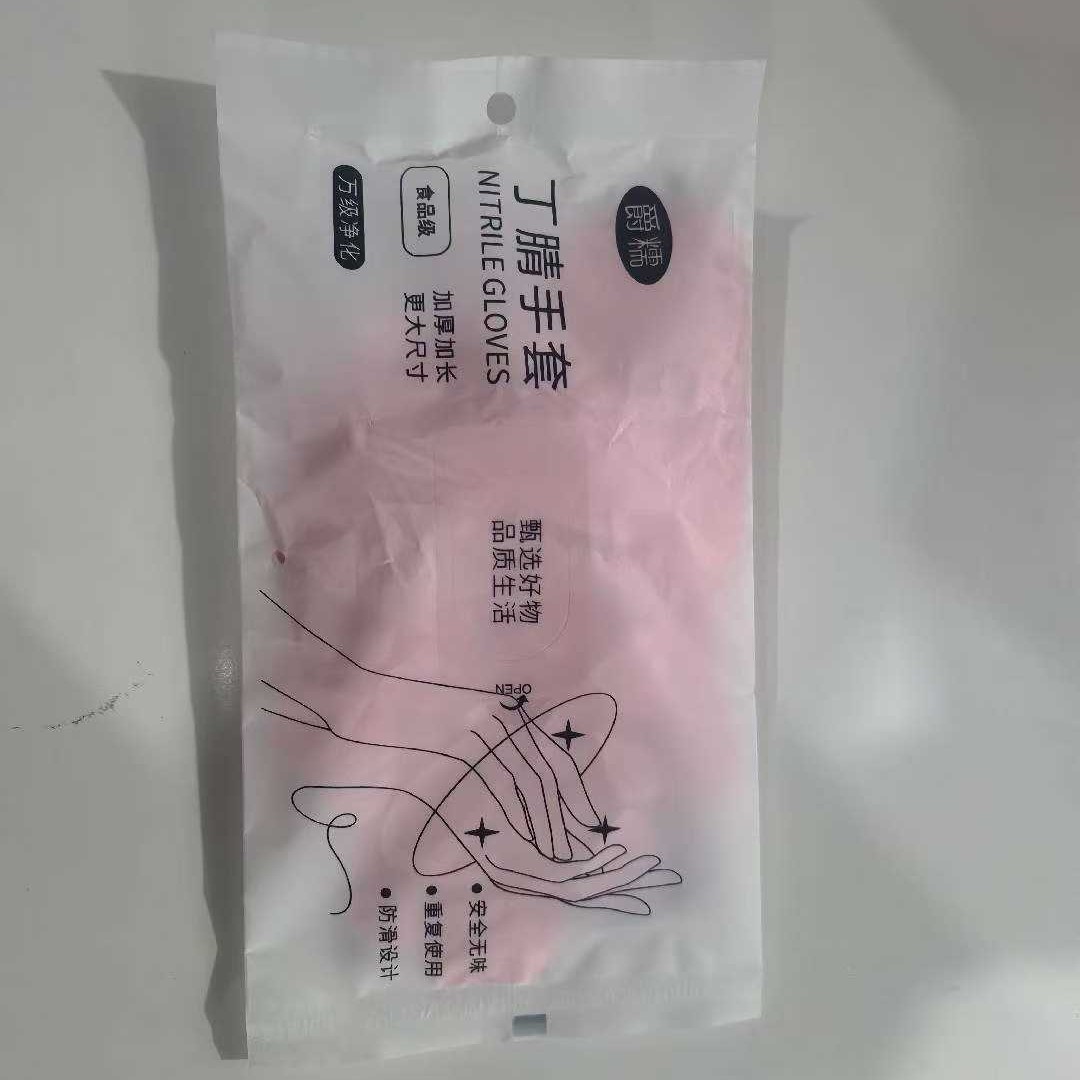 爵糯
丁腈手套
NITRILE GLOVES
食品级
加厚加长
更大尺寸
万级净化
甄选好物
品质生活
OPEN
安全无味
重复使用
防滑设计